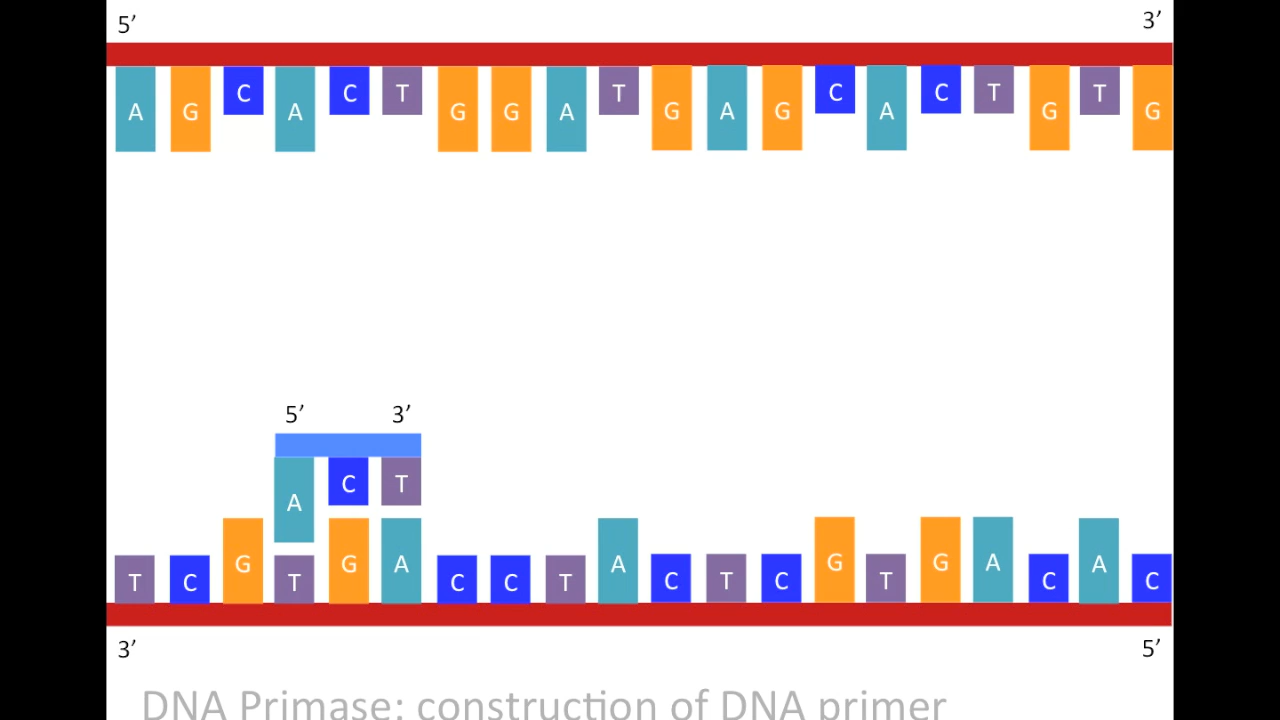 5’ 3’
A G C A C T G G A T G A G C A C T G T G
5’ 3’
A C T
T C G T G A C C T A C T C G T G A C A C
3’ 5’
DNA Primase: construction of DNA primer